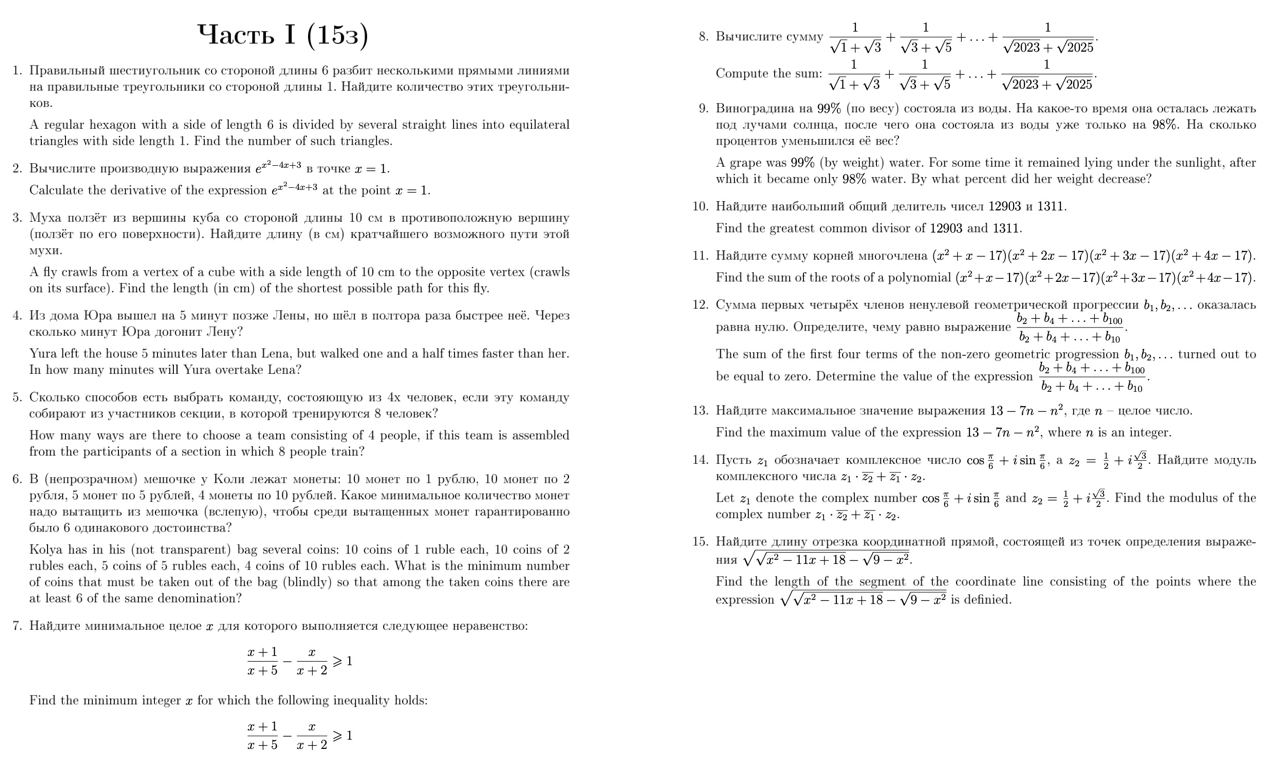 Часть I (15з)
1. Правильный шестиугольник со стороной длины 6 разбит несколькими прямыми линиями
на правильные треугольники со стороной длины 1. Найдите количество этих треугольни-
ков.
A regular hexagon with a side of length 6 is divided by several straight lines into equilateral
triangles with side length 1. Find the number of such triangles.
2. Вычислите производную выражения $e^{x^2-4x+3}$ в точке $x = 1$.
Calculate the derivative of the expression $e^{x^2-4x+3}$ at the point $x = 1$.
3. Муха ползёт из вершины куба со стороной длины 10 см в противоположную вершину
(ползёт по его поверхности). Найдите длину (в см) кратчайшего возможного пути этой
мухи.
A fly crawls from a vertex of a cube with a side length of 10 cm to the opposite vertex (crawls
on its surface). Find the length (in cm) of the shortest possible path for this fly.
4. Из дома Юра вышел на 5 минут позже Лены, но шёл в полтора раза быстрее неё. Через
сколько минут Юра догонит Лену?
Yura left the house 5 minutes later than Lena, but walked one and a half times faster than her.
In how many minutes will Yura overtake Lena?
5. Сколько способов есть выбрать команду, состоящую из 4х человек, если эту команду
собирают из участников секции, в которой тренируются 8 человек?
How many ways are there to choose a team consisting of 4 people, if this team is assembled
from the participants of a section in which 8 people train?
6. В (непрозрачном) мешочке у Коли лежат монеты: 10 монет по 1 рублю, 10 монет по 2
рубля, 5 монет по 5 рублей, 4 монеты по 10 рублей. Какое минимальное количество монет
надо вытащить из мешочка (вслепую), чтобы среди вытащенных монет гарантированно
было 6 одинакового достоинства?
Kolya has in his (not transparent) bag several coins: 10 coins of 1 ruble each, 10 coins of 2
rubles each, 5 coins of 5 rubles each, 4 coins of 10 rubles each. What is the minimum number
of coins that must be taken out of the bag (blindly) so that among the taken coins there are
at least 6 of the same denomination?
7. Найдите минимальное целое $x$ для которого выполняется следующее неравенство:
$\frac{x+1}{x+5} - \frac{x}{x+2} \geqslant 1$
Find the minimum integer $x$ for which the following inequality holds:
$\frac{x+1}{x+5} - \frac{x}{x+2} \geqslant 1$
8. Вычислите сумму $\frac{1}{\sqrt{1}+\sqrt{3}} + \frac{1}{\sqrt{3}+\sqrt{5}} + \ldots + \frac{1}{\sqrt{2023}+\sqrt{2025}}$.
Compute the sum: $\frac{1}{\sqrt{1}+\sqrt{3}} + \frac{1}{\sqrt{3}+\sqrt{5}} + \ldots + \frac{1}{\sqrt{2023}+\sqrt{2025}}$.
9. Виноградина на 99% (по весу) состояла из воды. На какое-то время она осталась лежать
под лучами солнца, после чего она состояла из воды уже только на 98%. На сколько
процентов уменьшился её вес?
A grape was 99% (by weight) water. For some time it remained lying under the sunlight, after
which it became only 98% water. By what percent did her weight decrease?
10. Найдите наибольший общий делитель чисел 12903 и 1311.
Find the greatest common divisor of 12903 and 1311.
11. Найдите сумму корней многочлена $(x^2+x-17)(x^2+2x-17)(x^2+3x-17)(x^2+4x-17)$.
Find the sum of the roots of a polynomial $(x^2+x-17)(x^2+2x-17)(x^2+3x-17)(x^2+4x-17)$.
12. Сумма первых четырёх членов ненулевой геометрической прогрессии $b_1, b_2, \ldots$ оказалась
равна нулю. Определите, чему равно выражение $\frac{b_2+b_4+\ldots+b_{100}}{b_2+b_4+\ldots+b_{10}}$.
The sum of the first four terms of the non-zero geometric progression $b_1, b_2, \ldots$ turned out to
be equal to zero. Determine the value of the expression $\frac{b_2+b_4+\ldots+b_{100}}{b_2+b_4+\ldots+b_{10}}$.
13. Найдите максимальное значение выражения $13 - 7n - n^2$, где $n$ – целое число.
Find the maximum value of the expression $13 - 7n - n^2$, where $n$ is an integer.
14. Пусть $z_1$ обозначает комплексное число $\cos\frac{\pi}{6} + i\sin\frac{\pi}{6}$, а $z_2 = \frac{1}{2} + i\frac{\sqrt{3}}{2}$. Найдите модуль
комплексного числа $z_1 \cdot \overline{z_2} + \overline{z_1} \cdot z_2$.
Let $z_1$ denote the complex number $\cos\frac{\pi}{6} + i\sin\frac{\pi}{6}$ and $z_2 = \frac{1}{2} + i\frac{\sqrt{3}}{2}$. Find the modulus of the
complex number $z_1 \cdot \overline{z_2} + \overline{z_1} \cdot z_2$.
15. Найдите длину отрезка координатной прямой, состоящей из точек определения выраже-
ния $\sqrt{\sqrt{x^2-11x+18}-\sqrt{9-x^2}}$.
Find the length of the segment of the coordinate line consisting of the points where the
expression $\sqrt{\sqrt{x^2-11x+18}-\sqrt{9-x^2}}$ is definied.